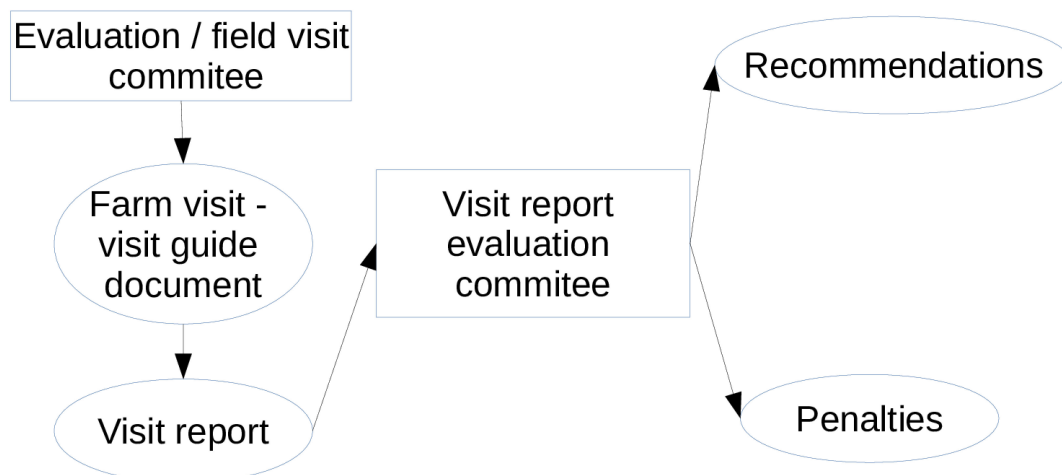 Evaluation / field visit
commitee
Farm visit -
visit guide
document
Visit report
Visit report
evaluation
commitee
Recommendations
Penalties